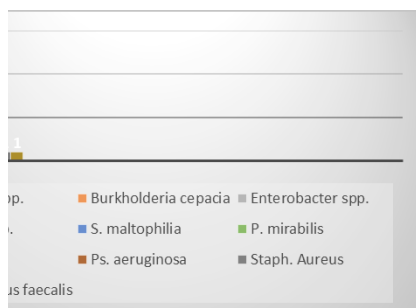 1
pp. Burkholderia cepacia Enterobacter spp.
. S. maltophilia P. mirabilis
Ps. aeruginosa Staph. Aureus
us faecalis